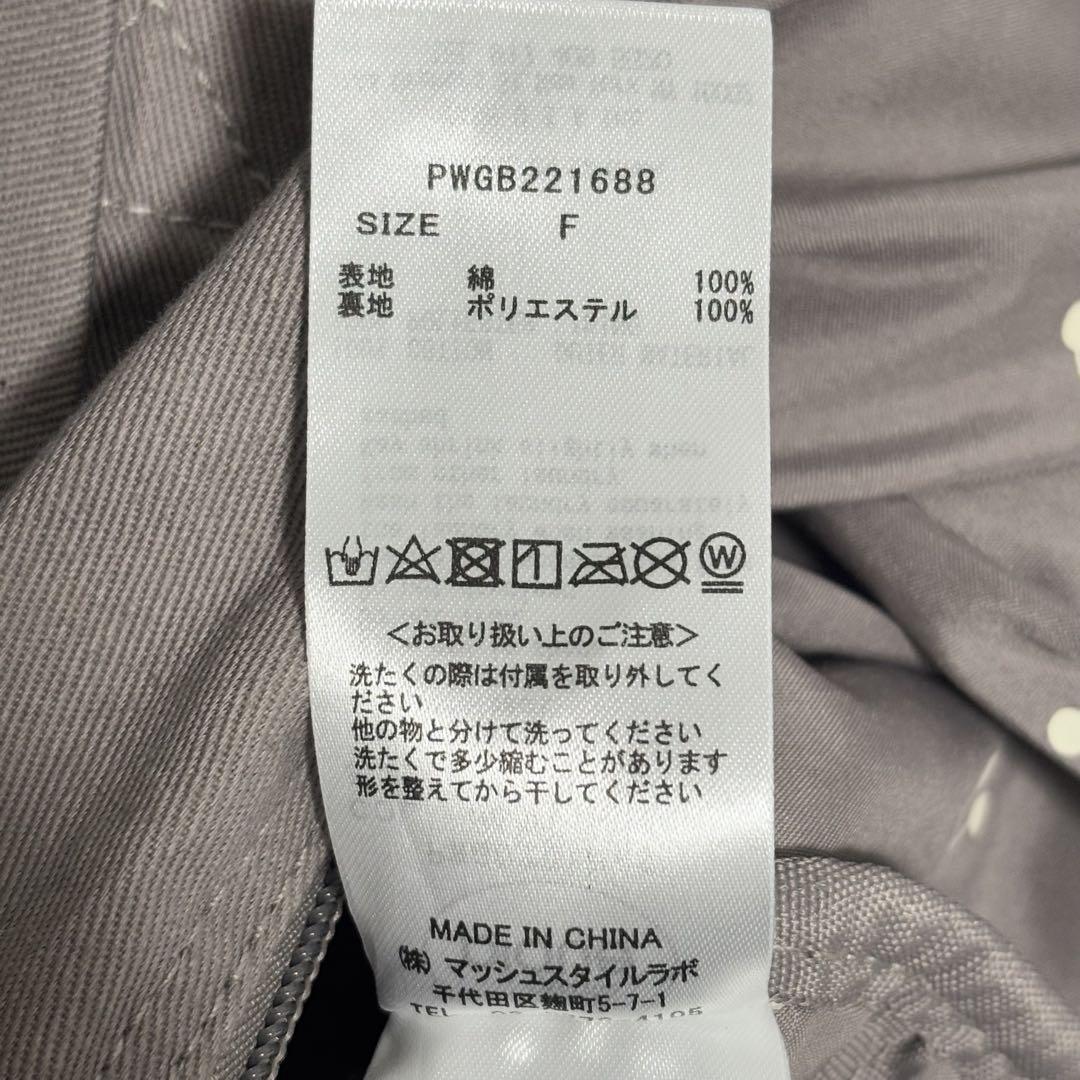 PWGB221688
SIZE F
表地 綿 100%
裏地 ポリエステル 100%
W
<お取り扱い上のご注意>
洗たくの際は付属を取り外してく
ださい
他の物と分けて洗ってください
洗たくで多少縮むことがあります
形を整えてから干してください
MADE IN CHINA
(株) マッシュスタイルラボ
千代田区麹町5-7-1
TEL